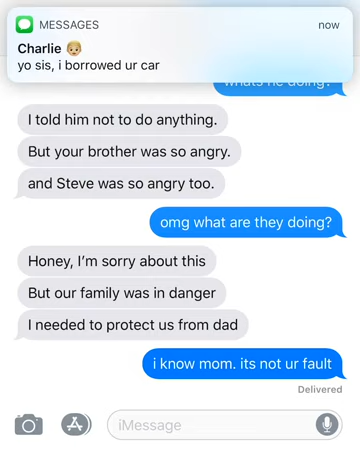 MESSAGES
now
Charlie
yo sis, i borrowed ur car
whats he doing?
I told him not to do anything.
But your brother was so angry.
and Steve was so angry too.
omg what are they doing?
Honey, I'm sorry about this
But our family was in danger
I needed to protect us from dad
i know mom. its not ur fault
Delivered
iMessage